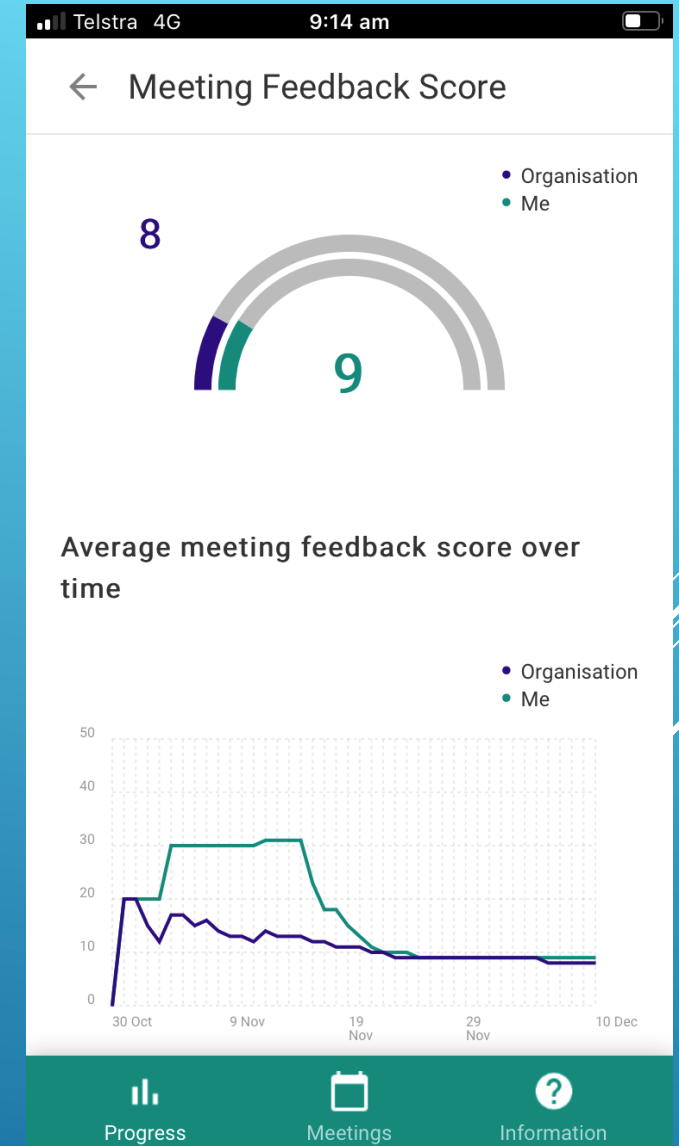 Telstra 4G 9:14 am
Meeting Feedback Score
Organisation
Me
8
9
Average meeting feedback score over
time
Organisation
Me
50
40
30
20
10
0
30 Oct 9 Nov 19 29 10 Dec
Nov Nov
Progress Meetings Information